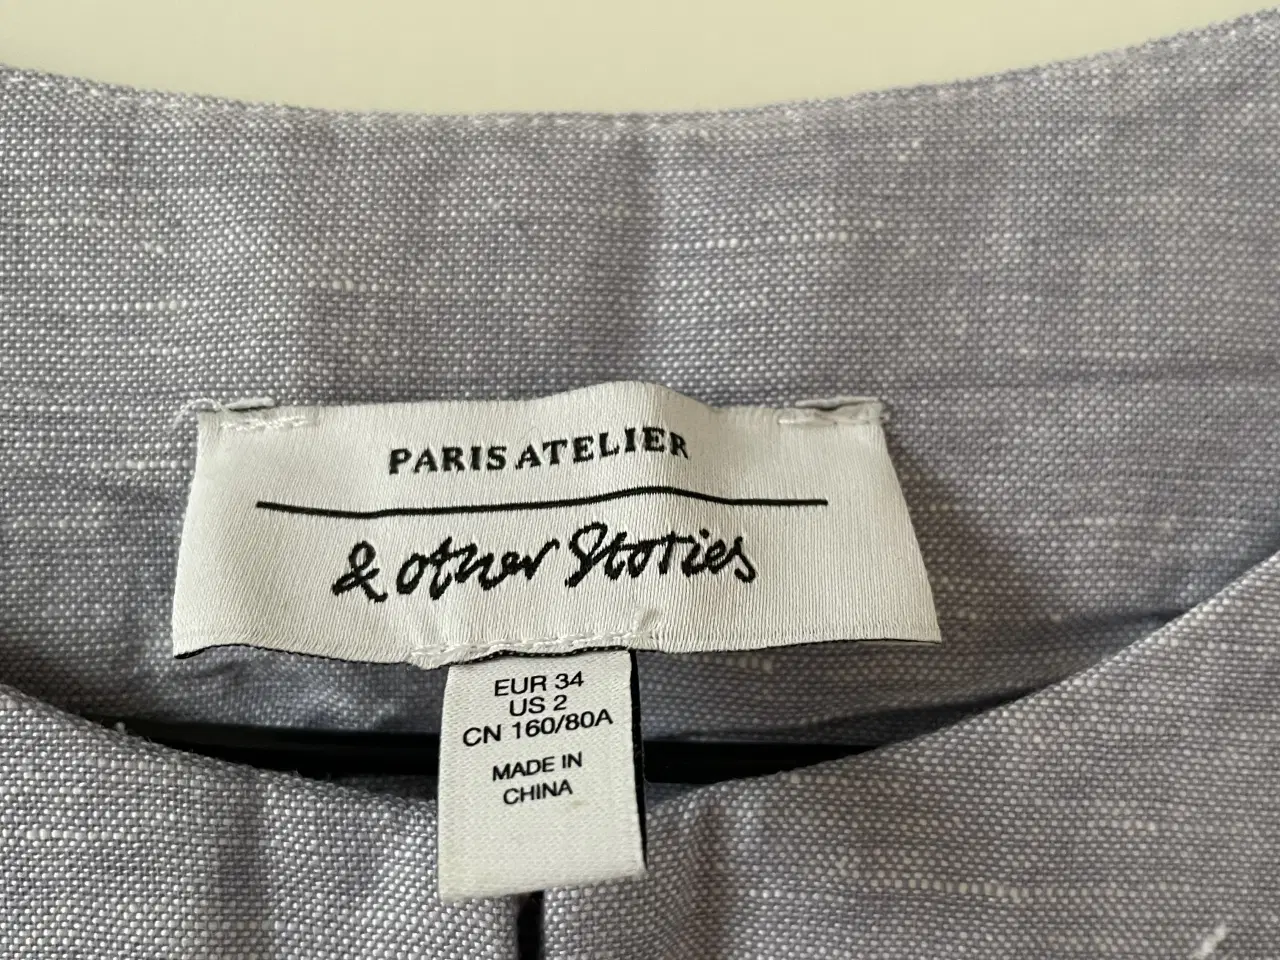 PARIS ATELIER
& other Stories
EUR 34
US 2
CN 160/80A
MADE IN
CHINA